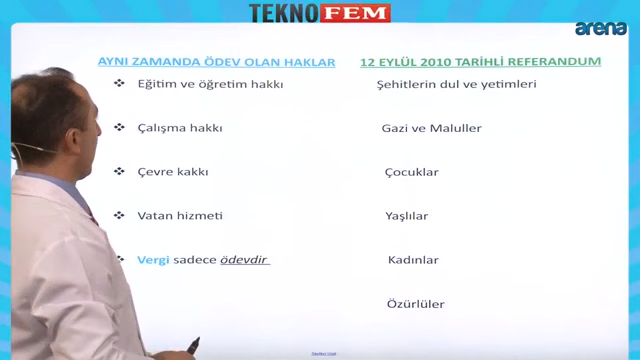 TEKNOFEM
arena
AYNI ZAMANDA ÖDEV OLAN HAKLAR
Eğitim ve öğretim hakkı
Çalışma hakkı
Çevre kakkı
Vatan hizmeti
Vergi sadece ödevdir
12 EYLÜL 2010 TARİHLİ REFERANDUM
Şehitlerin dul ve yetimleri
Gazi ve Maluller
Çocuklar
Yaşlılar
Kadınlar
Özürlüler